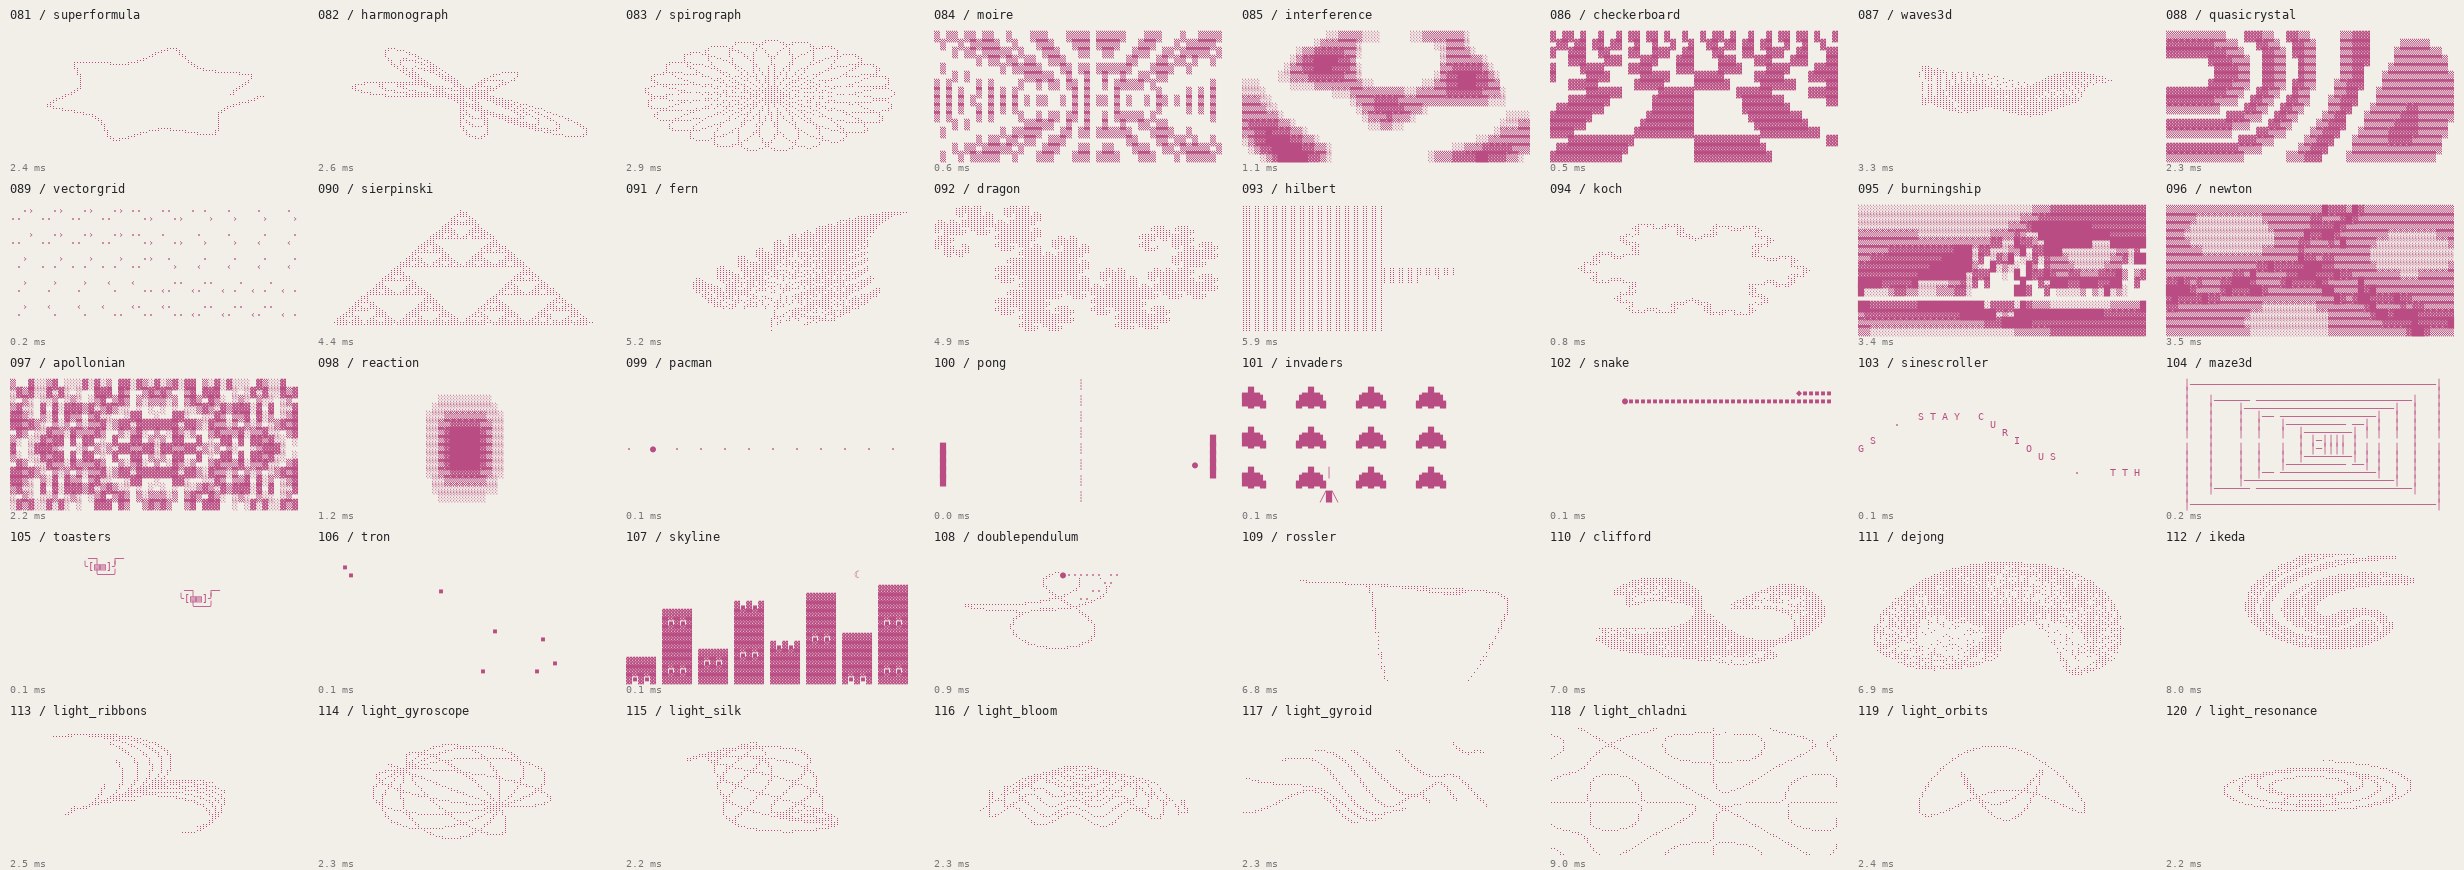 081 / superformula
082 / harmonograph
083 / spirograph
084 / moire
085 / interference
086 / checkerboard
087 / waves3d
088 / quasicrystal
2.4 ms
2.6 ms
2.9 ms
0.6 ms
1.1 ms
0.5 ms
3.3 ms
2.3 ms
089 / vectorgrid
090 / sierpinski
091 / fern
092 / dragon
093 / hilbert
094 / koch
095 / burningship
096 / newton
0.2 ms
4.4 ms
5.2 ms
4.9 ms
5.9 ms
0.8 ms
3.4 ms
3.5 ms
097 / apollonian
098 / reaction
099 / pacman
100 / pong
101 / invaders
102 / snake
103 / sinescroller
104 / maze3d
GS · STAY CURIOUS · TTH
2.2 ms
1.2 ms
0.1 ms
0.0 ms
0.1 ms
0.1 ms
0.1 ms
0.2 ms
105 / toasters
106 / tron
107 / skyline
108 / doublependulum
109 / rossler
110 / clifford
111 / dejong
112 / ikeda
0.1 ms
0.1 ms
0.1 ms
0.9 ms
6.8 ms
7.0 ms
6.9 ms
8.0 ms
113 / light_ribbons
114 / light_gyroscope
115 / light_silk
116 / light_bloom
117 / light_gyroid
118 / light_chladni
119 / light_orbits
120 / light_resonance
2.5 ms
2.3 ms
2.2 ms
2.3 ms
2.3 ms
9.0 ms
2.4 ms
2.2 ms